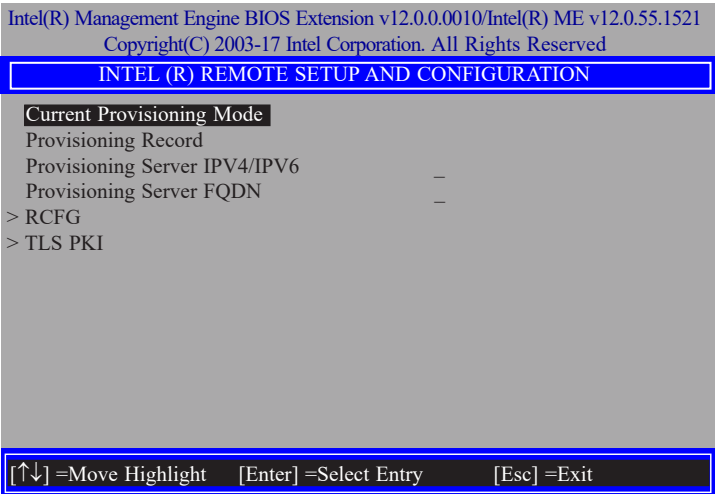 Intel(R) Management Engine BIOS Extension v12.0.0.0010/Intel(R) ME v12.0.55.1521
Copyright(C) 2003-17 Intel Corporation. All Rights Reserved
INTEL (R) REMOTE SETUP AND CONFIGURATION
Current Provisioning Mode
Provisioning Record
Provisioning Server IPV4/IPV6 _
Provisioning Server FQDN _
> RCFG
> TLS PKI
[↑↓] =Move Highlight [Enter] =Select Entry [Esc] =Exit